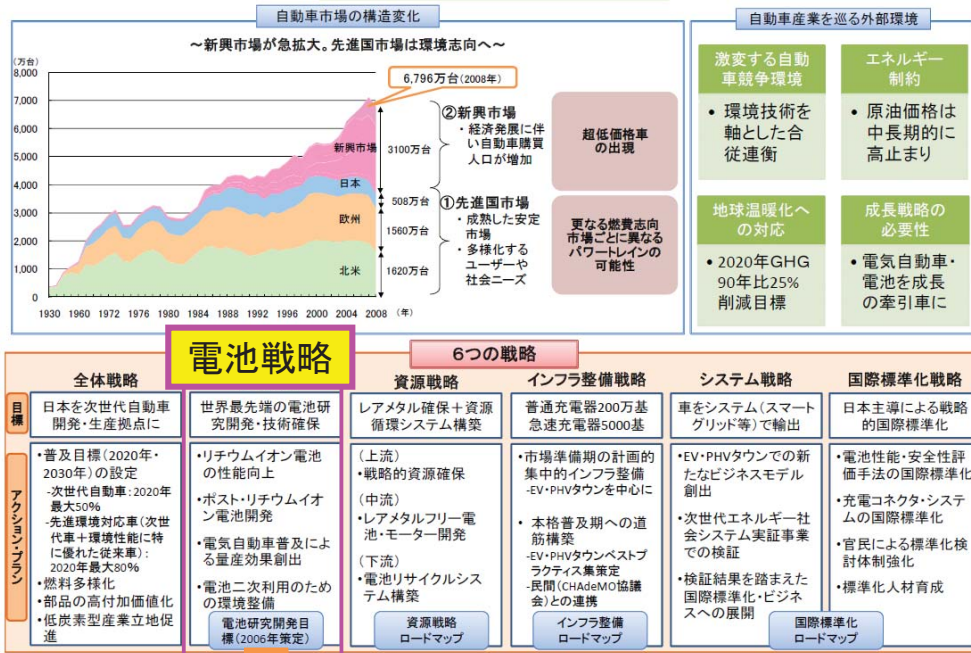 自動車市場の構造変化
～新興市場が急拡大。先進国市場は環境志向へ～
(万台)
8,000
7,000
6,000
5,000
4,000
3,000
2,000
1,000
0
1930 1960 1972 1976 1980 1984 1988 1992 1996 2000 2004 2008 (年)
6,796万台(2008年)
新興市場
日本
欧州
北米
3100万台
508万台
1560万台
1620万台
②新興市場
・経済発展に伴
い自動車購買
人口が増加
①先進国市場
・成熟した安定
市場
・多様化する
ユーザーや
社会ニーズ
超低価格車
の出現
更なる燃費志向
市場ごとに異なる
パワートレインの
可能性
自動車産業を巡る外部環境
激変する自動
車競争環境
• 環境技術を
軸とした合
従連衡
エネルギー
制約
• 原油価格は
中長期的に
高止まり
地球温暖化へ
の対応
• 2020年GHG
90年比25%
削減目標
成長戦略の
必要性
• 電気自動車・
電池を成長
の牽引車に
電池戦略
6つの戦略
目標
アクション・プラン
全体戦略
日本を次世代自動車
開発・生産拠点に
•普及目標(2020年・
2030年)の設定
-次世代自動車:2020年
最大50%
-先進環境対応車(次世
代車+環境性能に特
に優れた従来車):
2020年最大80%
•燃料多様化
•部品の高付加価値化
•低炭素型産業立地促
進
世界最先端の電池研
究開発・技術確保
•リチウムイオン電池
の性能向上
•ポスト・リチウムイオ
ン電池開発
•電気自動車普及によ
る量産効果創出
•電池二次利用のため
の環境整備
電池研究開発目
標(2006年策定)
資源戦略
レアメタル確保+資源
循環システム構築
(上流)
•戦略的資源確保
(中流)
•レアメタルフリー電
池・モーター開発
(下流)
•電池リサイクルシス
テム構築
資源戦略
ロードマップ
インフラ整備戦略
普通充電器200万基
急速充電器5000基
•市場準備期の計画的
集中的インフラ整備
-EV・PHVタウンを中心に
• 本格普及期への道
筋構築
-EV・PHVタウンベストプ
ラクティス集策定
-民間(CHAdeMO協議
会)との連携
インフラ整備
ロードマップ
システム戦略
車をシステム(スマート
グリッド等)で輸出
•EV・PHVタウンでの新
たなビジネスモデル
創出
•次世代エネルギー社
会システム実証事業
での検証
•検証結果を踏まえた
国際標準化・ビジネ
スへの展開
国際標準化戦略
日本主導による戦略
的国際標準化
•電池性能・安全性評
価手法の国際標準化
•充電コネクタ・システ
ムの国際標準化
•官民による標準化検
討体制強化
•標準化人材育成
国際標準化
ロードマップ